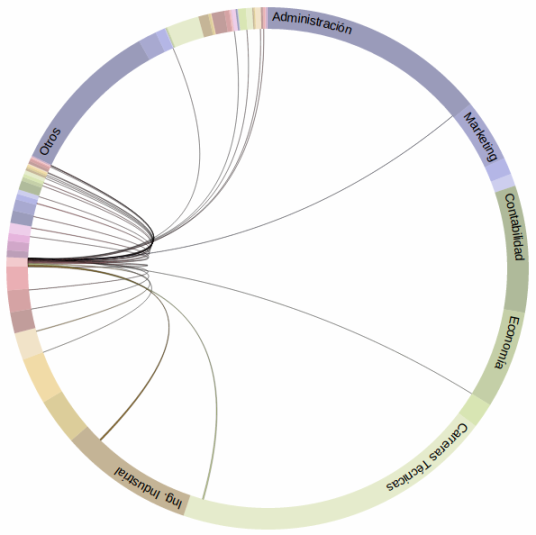 Administración
Marketing
Contabilidad
Economía
Carreras Técnicas
Ing. Industrial
Otros